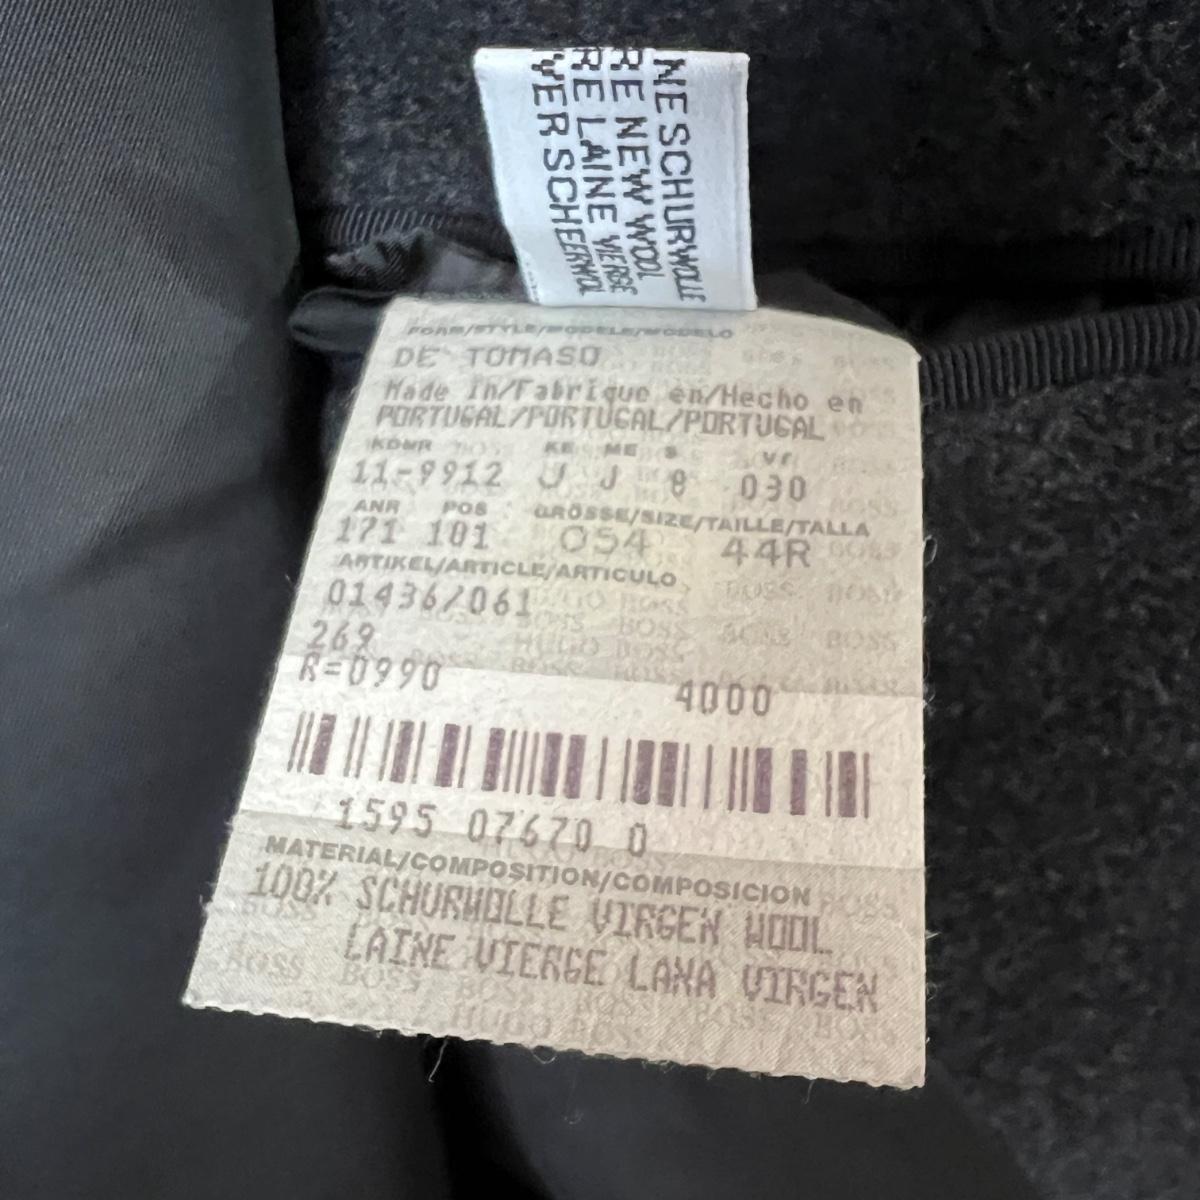 NE SCHURWOLLE
RE NEW WOOL
RE LAINE VIERGE
VER SCHEERWOL
FORM/STYLE/MODELE/MODELO
DE TOMASO
Made in/Fabrique en/Hecho en
PORTUGAL/PORTUGAL/PORTUGAL
KDNR KE ME S Vr
11-9912 J J 8 030
ANR POS GRÖSSE/SIZE/TAILLE/TALLA
171 101 054 44R
ARTIKEL/ARTICLE/ARTICULO
01436/061
269
R=0990 4000
1595 07670 0
MATERIAL/COMPOSITION/COMPOSICION
100% SCHURWOLLE VIRGEN WOOL
LAINE VIERGE LANA VIRGEN